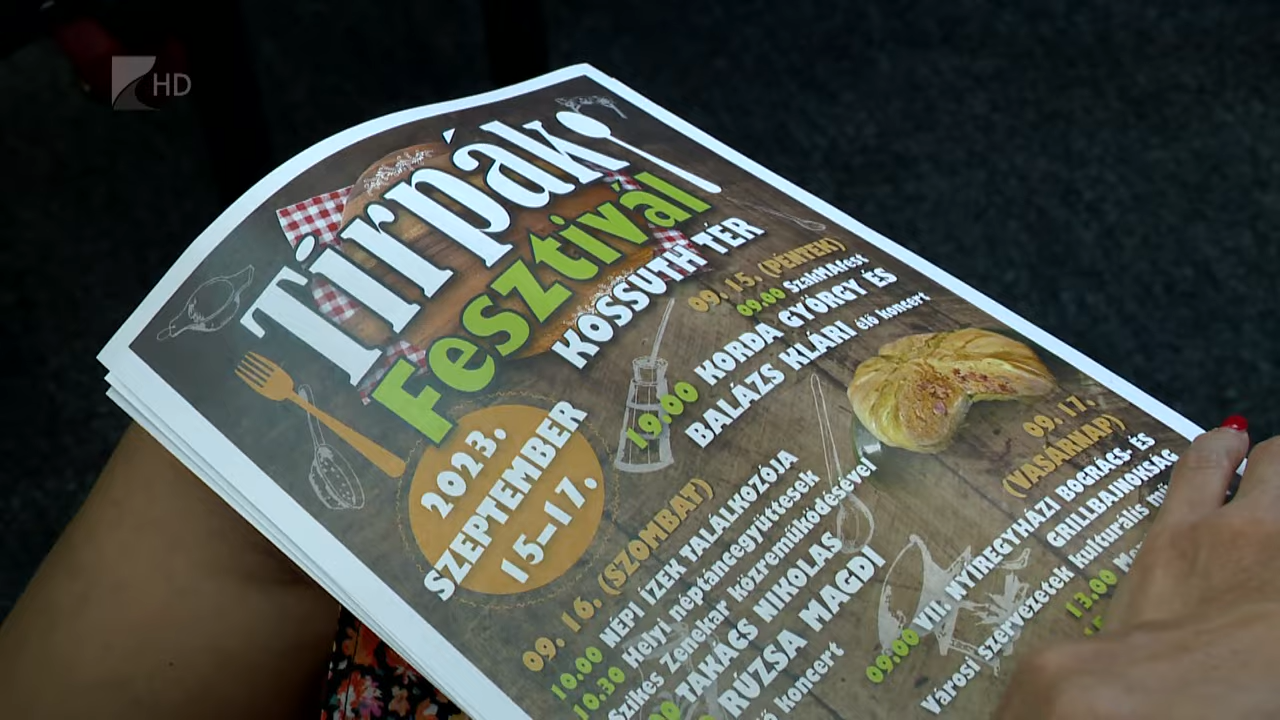 HD
Tirpák
Fesztivál
KOSSUTH TÉR
2023.
SZEPTEMBER
15–17.
09. 15. (PÉNTEK)
09.00 SzakMAfest
19.00 KORDA GYÖRGY ÉS
BALÁZS KLÁRI élő koncert
09. 16. (SZOMBAT)
10.00 NÉPI ÍZEK TALÁLKOZÓJA
10.30 Helyi néptáncegyüttesek
Szikes Zenekar közreműködésével
TAKÁCS NIKOLAS
RÚZSA MAGDI
koncert
09. 17.
(VASÁRNAP)
09.00 VII. NYÍREGYHÁZI BOGRÁCS- ÉS
GRILLBAJNOKSÁG
Városi szervezetek kulturális
13.00